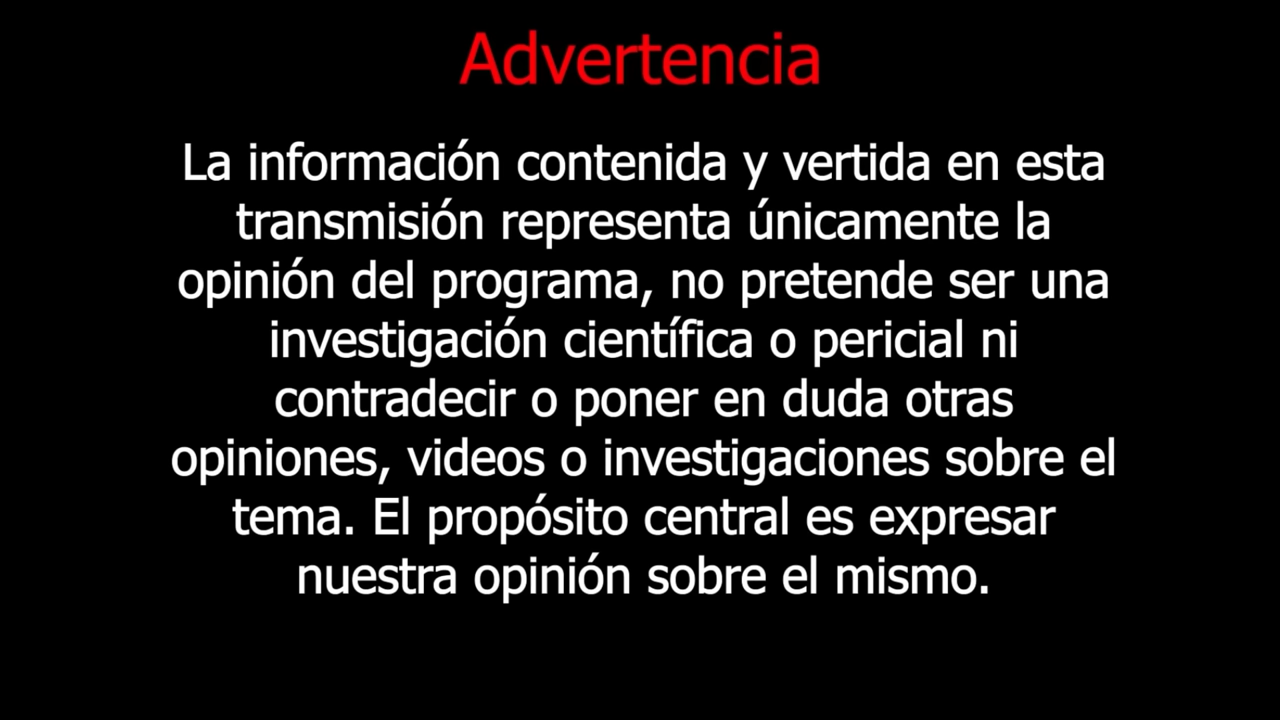 Advertencia
La información contenida y vertida en esta
transmisión representa únicamente la
opinión del programa, no pretende ser una
investigación científica o pericial ni
contradecir o poner en duda otras
opiniones, videos o investigaciones sobre el
tema. El propósito central es expresar
nuestra opinión sobre el mismo.